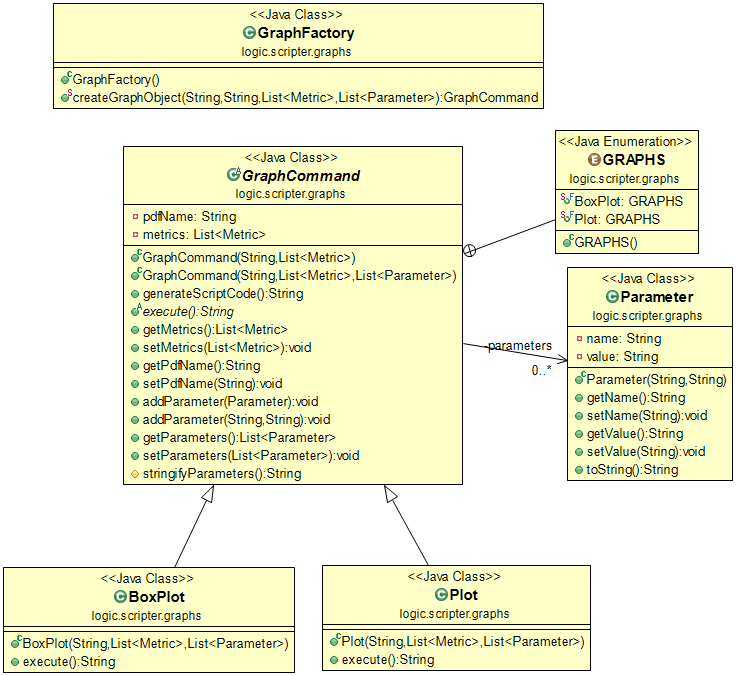 <<Java Class>>
GraphFactory
logic.scripter.graphs
GraphFactory()
createGraphObject(String,String,List<Metric>,List<Parameter>):GraphCommand
<<Java Class>>
GraphCommand
logic.scripter.graphs
pdfName: String
metrics: List<Metric>
GraphCommand(String,List<Metric>)
GraphCommand(String,List<Metric>,List<Parameter>)
generateScriptCode():String
execute():String
getMetrics():List<Metric>
setMetrics(List<Metric>):void
getPdfName():String
setPdfName(String):void
addParameter(Parameter):void
addParameter(String,String):void
getParameters():List<Parameter>
setParameters(List<Parameter>):void
stringifyParameters():String
<<Java Enumeration>>
GRAPHS
logic.scripter.graphs
BoxPlot: GRAPHS
Plot: GRAPHS
GRAPHS()
-parameters
0..*
<<Java Class>>
Parameter
logic.scripter.graphs
name: String
value: String
Parameter(String,String)
getName():String
setName(String):void
getValue():String
setValue(String):void
toString():String
<<Java Class>>
BoxPlot
logic.scripter.graphs
BoxPlot(String,List<Metric>,List<Parameter>)
execute():String
<<Java Class>>
Plot
logic.scripter.graphs
Plot(String,List<Metric>,List<Parameter>)
execute():String